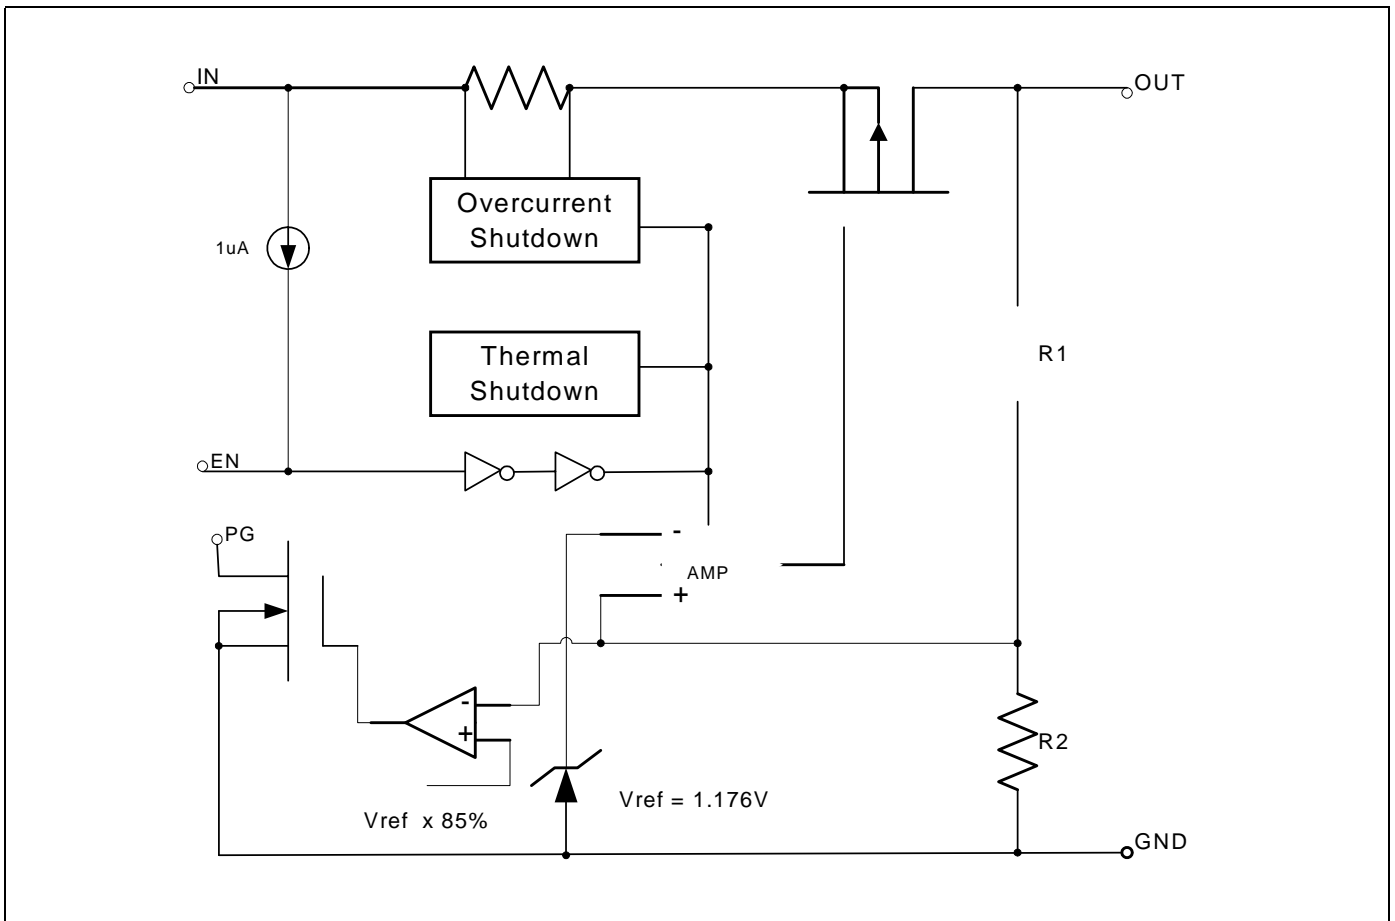 IN
OUT
Overcurrent
Shutdown
1uA
Thermal
Shutdown
R1
EN
PG
-
AMP
+
-
+
R2
Vref = 1.176V
Vref x 85%
GND